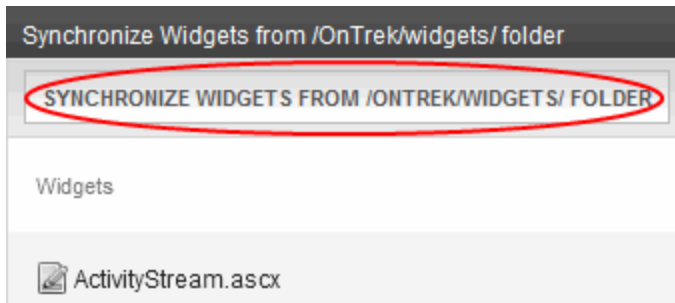 Synchronize Widgets from /OnTrek/widgets/ folder
SYNCHRONIZE WIDGETS FROM /ONTREK/WIDGETS/ FOLDER
Widgets
ActivityStream.ascx